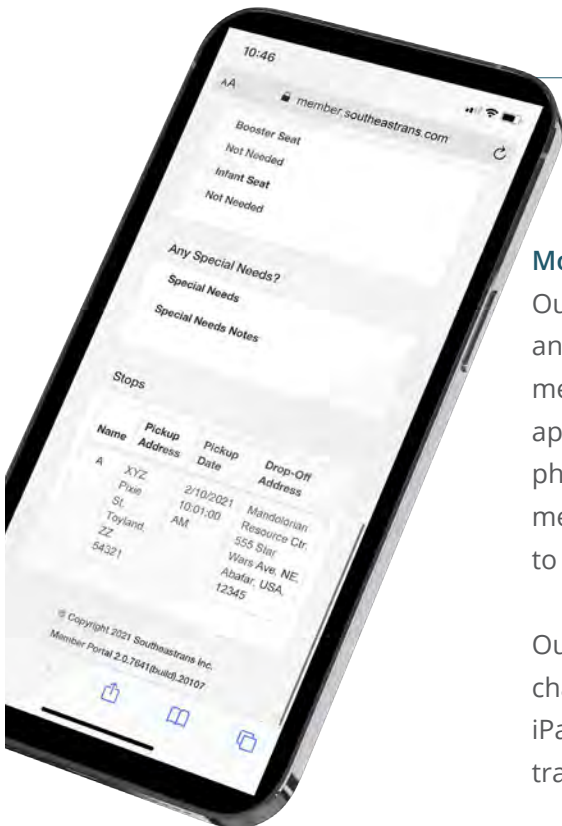 10:46
AA member.southeastrans.com
Booster Seat
Not Needed
Infant Seat
Not Needed
Any Special Needs?
Special Needs
Special Needs Notes
Stops
Name Pickup Address Pickup Date Drop-Off Address
A XYZ Pixie St. Toyland, ZZ 54321 2/10/2021 10:01:00 AM Mandolorian Resource Ctr. 555 Star Wars Ave. NE, Abafar, USA, 12345
© Copyright 2021 Southeastrans Inc.
Member Portal 2.0.7641(build).20107
Mo
Ou
an
me
ap
ph
me
to
Ou
cha
iPa
tra